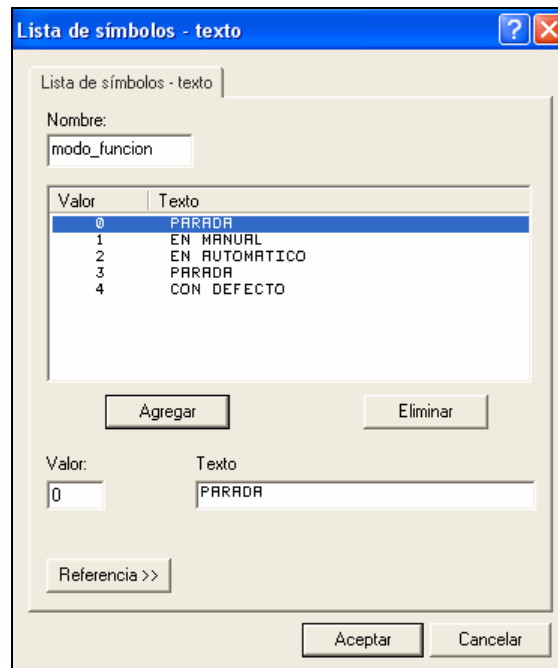 Lista de símbolos - texto
Lista de símbolos - texto
Nombre:
modo_funcion
Valor Texto
0 PARADA
1 EN MANUAL
2 EN AUTOMATICO
3 PARADA
4 CON DEFECTO
Agregar Eliminar
Valor: Texto
0 PARADA
Referencia >>
Aceptar Cancelar